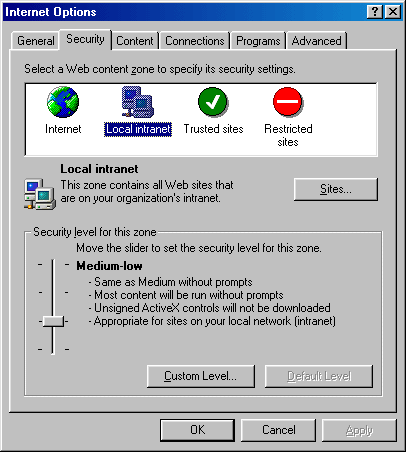 Internet Options
General Security Content Connections Programs Advanced
Select a Web content zone to specify its security settings.
Internet Local intranet Trusted sites Restricted
sites
Local intranet
This zone contains all Web sites that
are on your organization's intranet.
Sites...
Security level for this zone
Move the slider to set the security level for this zone.
Medium-low
- Same as Medium without prompts
- Most content will be run without prompts
- Unsigned ActiveX controls will not be downloaded
- Appropriate for sites on your local network (intranet)
Custom Level... Default Level
OK Cancel Apply